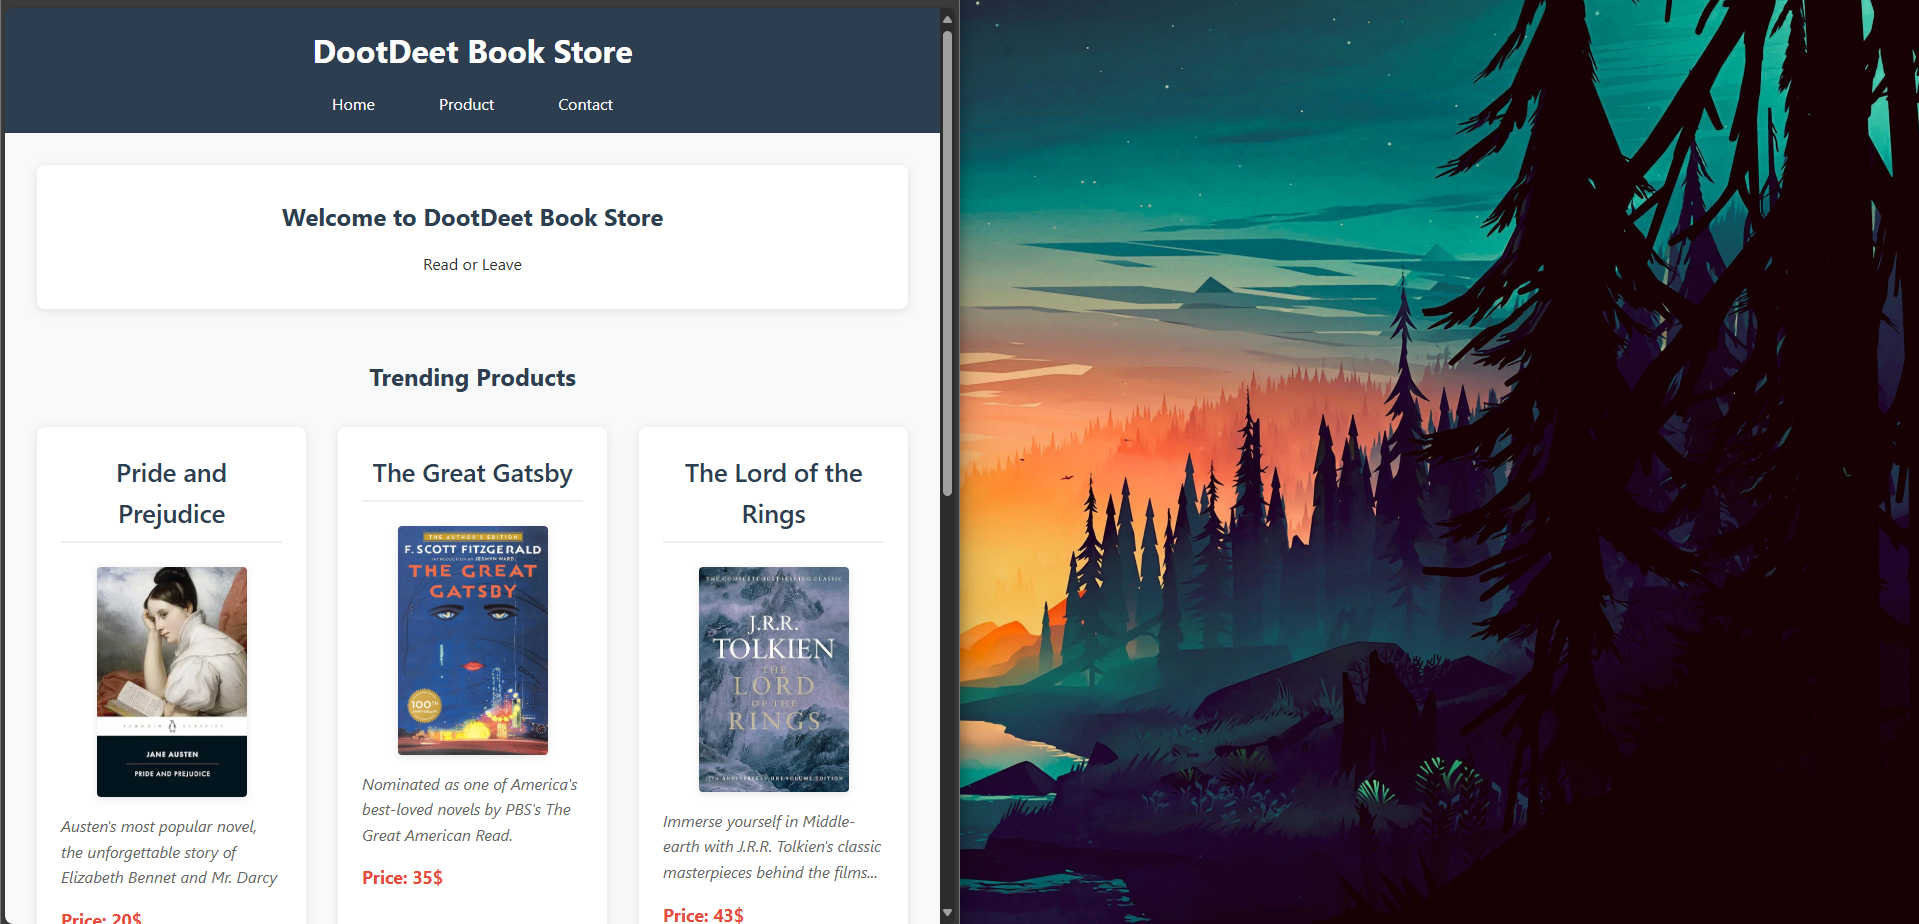 DootDeet Book Store
Home Product Contact
Welcome to DootDeet Book Store
Read or Leave
Trending Products
Pride and
Prejudice
PENGUIN CLASSICS
JANE AUSTEN
PRIDE AND PREJUDICE
Austen's most popular novel,
the unforgettable story of
Elizabeth Bennet and Mr. Darcy
Price: 20$
The Great Gatsby
THE AUTHOR'S EDITION
F. SCOTT FITZGERALD
INTRODUCTION BY JESMYN WARD
THE GREAT
GATSBY
100TH
ANNIVERSARY
Nominated as one of America's
best-loved novels by PBS's The
Great American Read.
Price: 35$
The Lord of the
Rings
THE COMPLETE BEST-SELLING CLASSIC
J.R.R.
TOLKIEN
THE
LORD
OF THE
RINGS
ANNIVERSARY ONE-VOLUME EDITION
Immerse yourself in Middle-
earth with J.R.R. Tolkien's classic
masterpieces behind the films...
Price: 43$